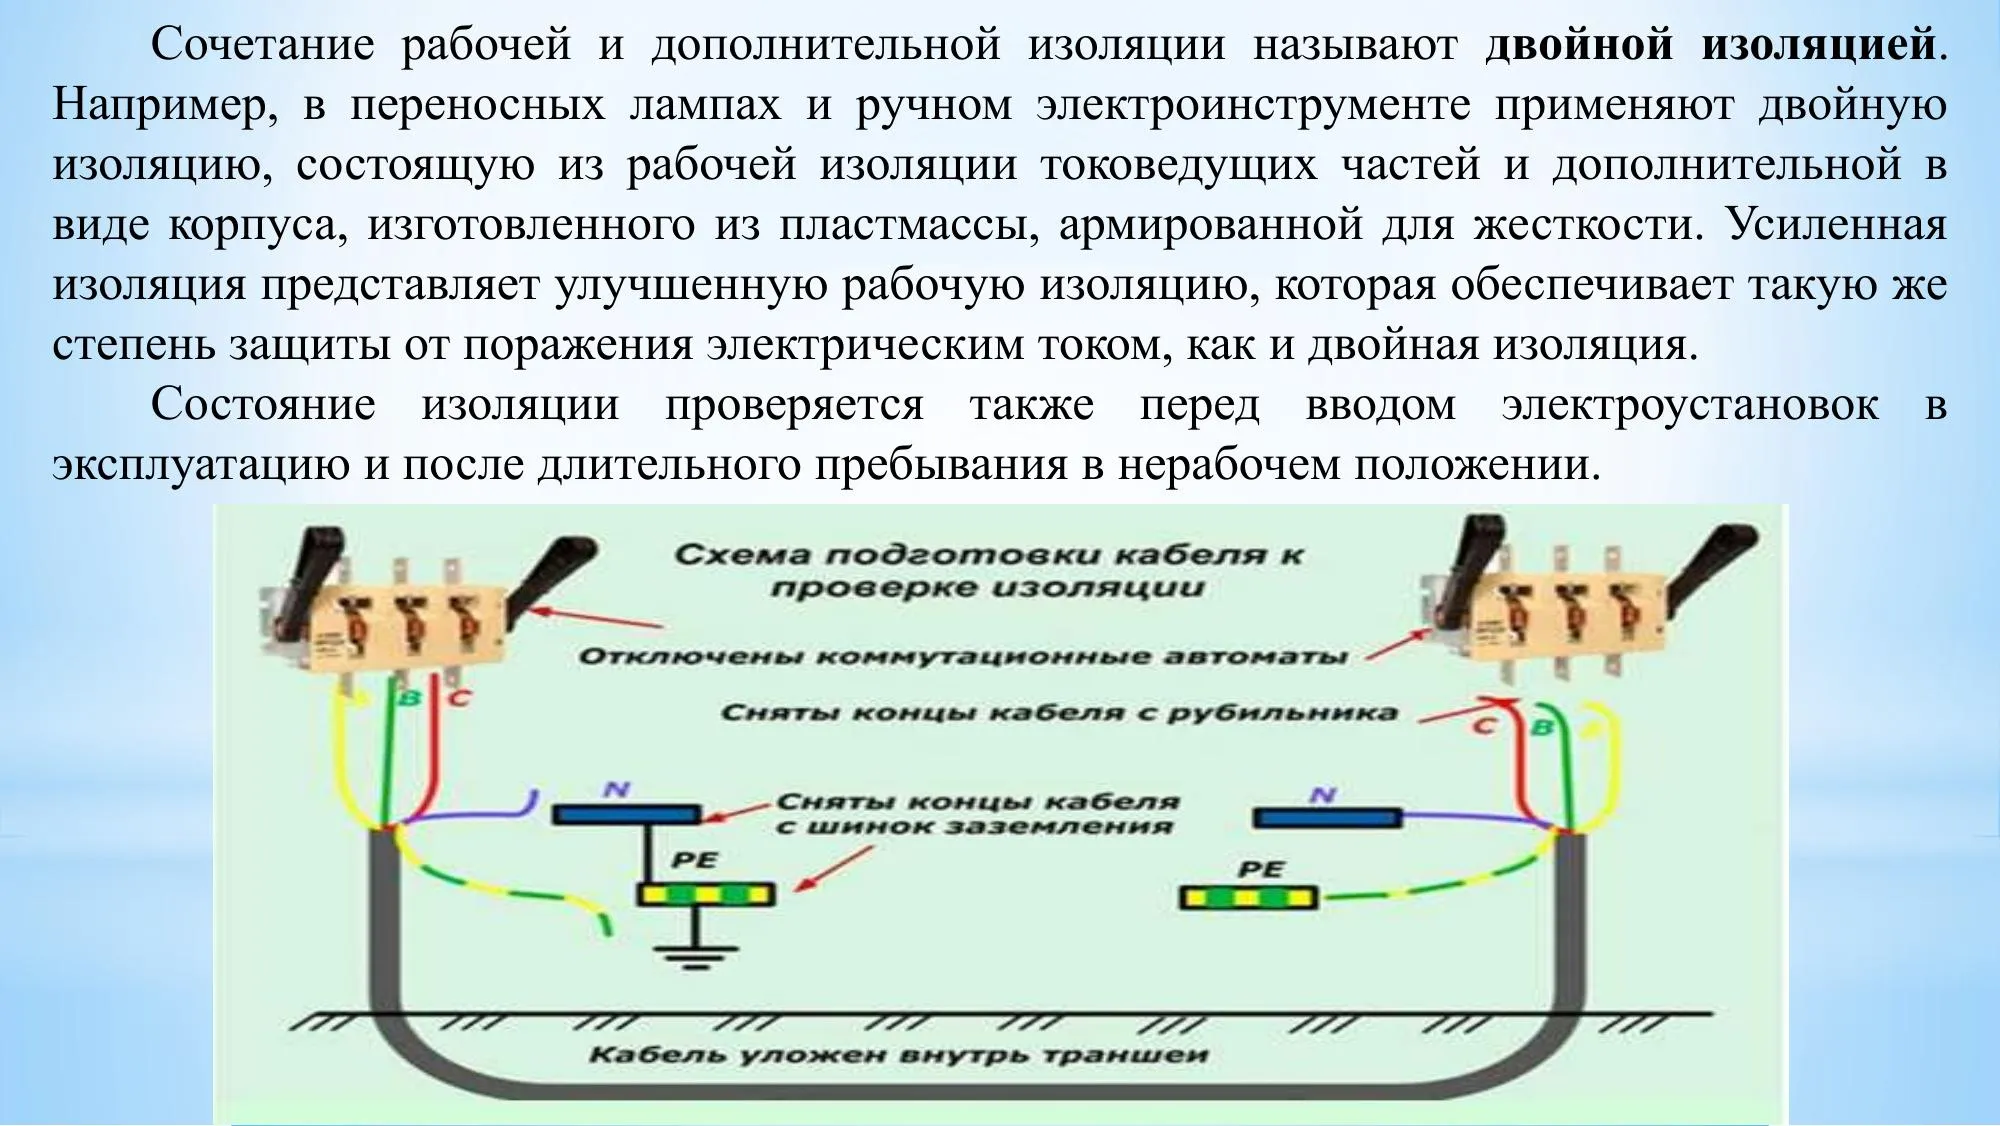 Сочетание рабочей и дополнительной изоляции называют двойной изоляцией.
Например, в переносных лампах и ручном электроинструменте применяют двойную
изоляцию, состоящую из рабочей изоляции токоведущих частей и дополнительной в
виде корпуса, изготовленного из пластмассы, армированной для жесткости. Усиленная
изоляция представляет улучшенную рабочую изоляцию, которая обеспечивает такую же
степень защиты от поражения электрическим током, как и двойная изоляция.
Состояние изоляции проверяется также перед вводом электроустановок в
эксплуатацию и после длительного пребывания в нерабочем положении.
Схема подготовки кабеля к
проверке изоляции
Отключены коммутационные автоматы
A B C
Сняты концы кабеля с рубильника
C B A
N
Сняты концы кабеля
с шинок заземления
N
PE
PE
Кабель уложен внутрь траншеи